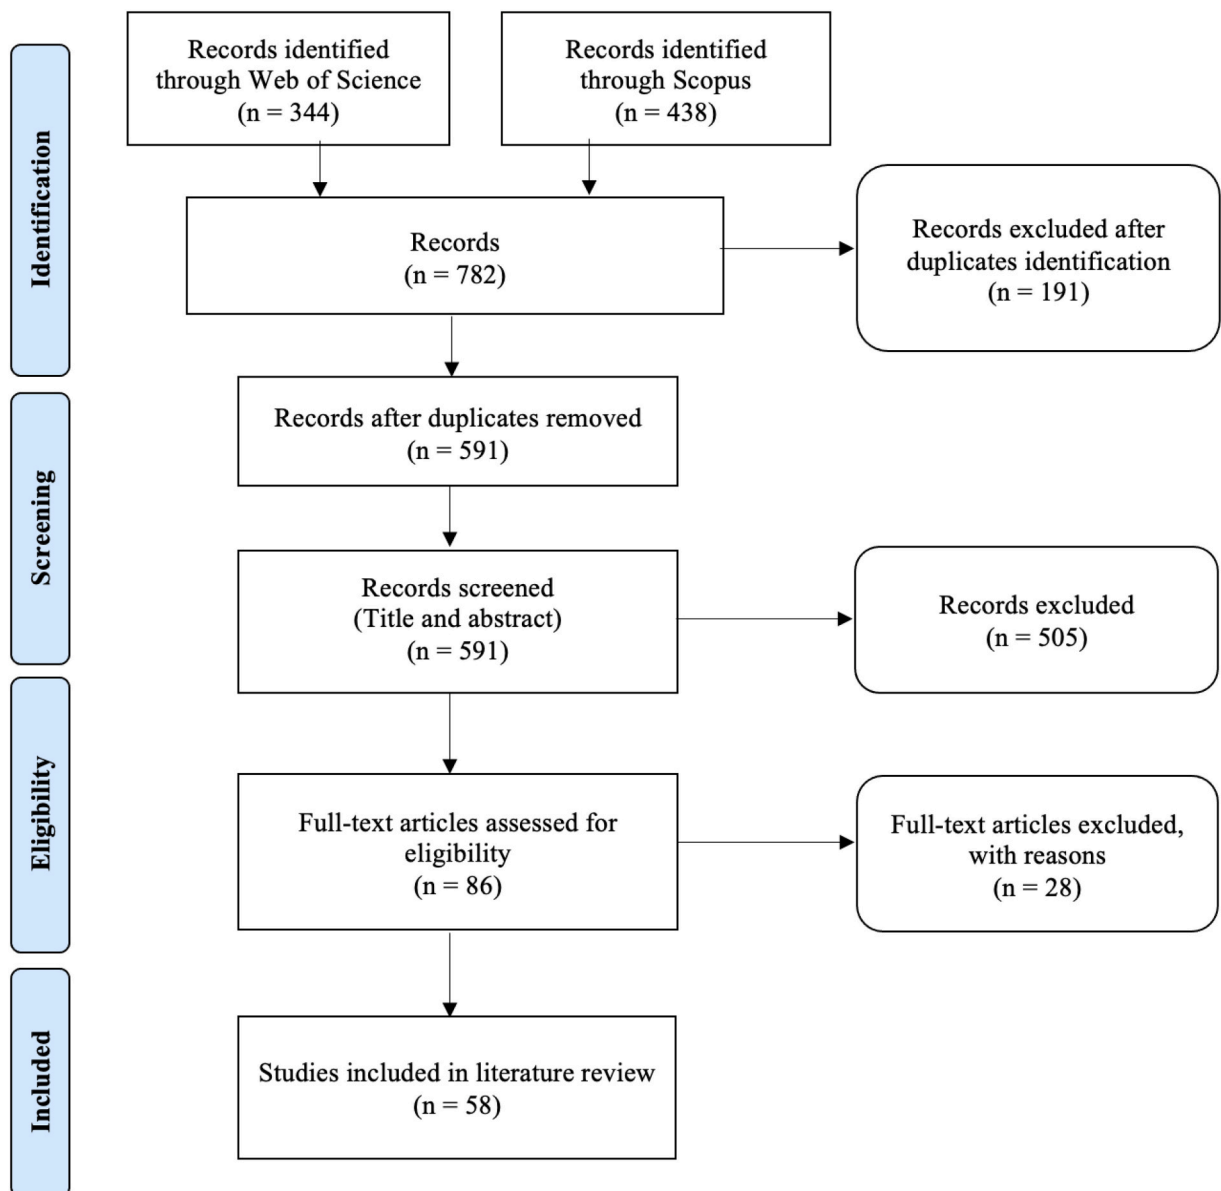 Identification
Records identified
through Web of Science
(n = 344)
Records identified
through Scopus
(n = 438)
Records
(n = 782)
Records excluded after
duplicates identification
(n = 191)
Screening
Records after duplicates removed
(n = 591)
Records screened
(Title and abstract)
(n = 591)
Records excluded
(n = 505)
Eligibility
Full-text articles assessed for
eligibility
(n = 86)
Full-text articles excluded,
with reasons
(n = 28)
Included
Studies included in literature review
(n = 58)